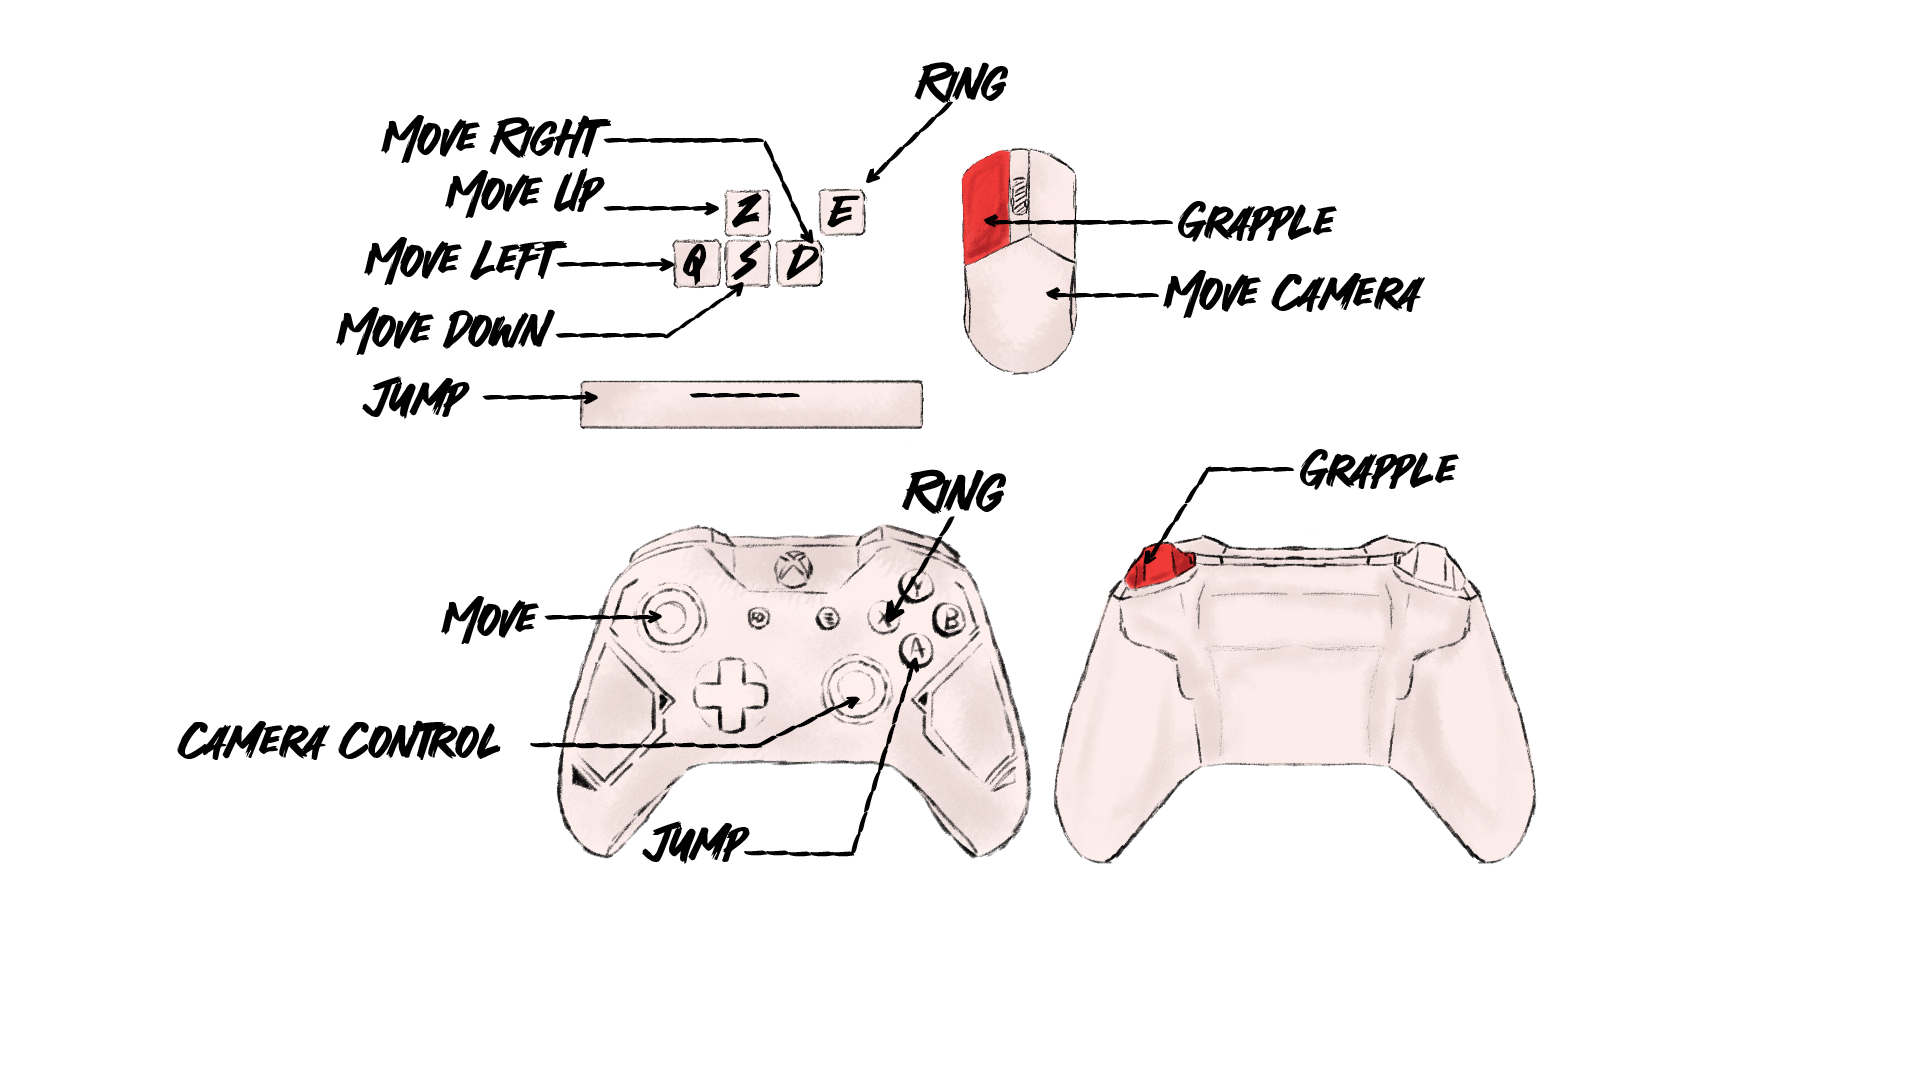 Ring
Move Right
Move Up
Z
E
Grapple
Move Left
Q
S
D
Move Camera
Move Down
Jump
Grapple
Ring
Y
Move
X
B
A
Camera Control
Jump